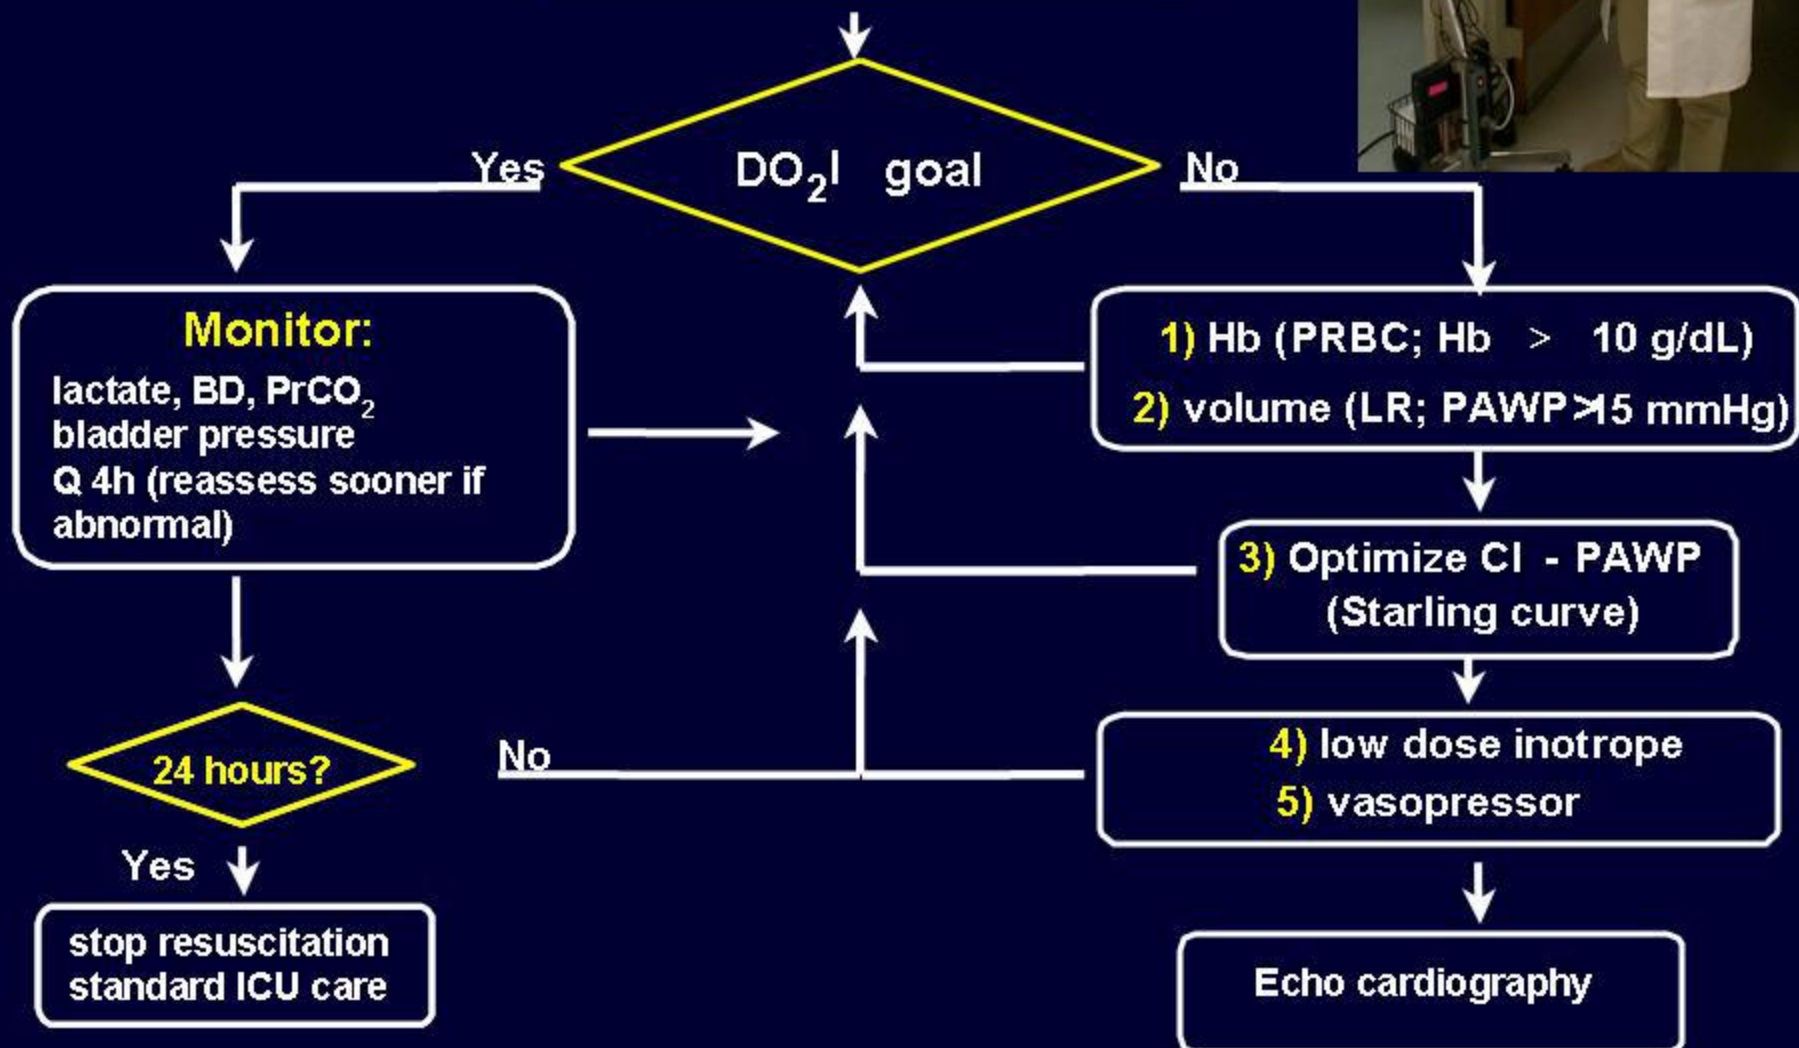 DO₂I goal
Yes
No
Monitor:
lactate, BD, PrCO₂
bladder pressure
Q 4h (reassess sooner if
abnormal)
1) Hb (PRBC; Hb > 10 g/dL)
2) volume (LR; PAWP>15 mmHg)
3) Optimize CI - PAWP
(Starling curve)
24 hours?
No
4) low dose inotrope
5) vasopressor
Yes
stop resuscitation
standard ICU care
Echo cardiography